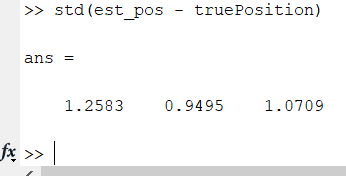 >> std(est_pos - truePosition)
ans =
1.2583 0.9495 1.0709
fx >>